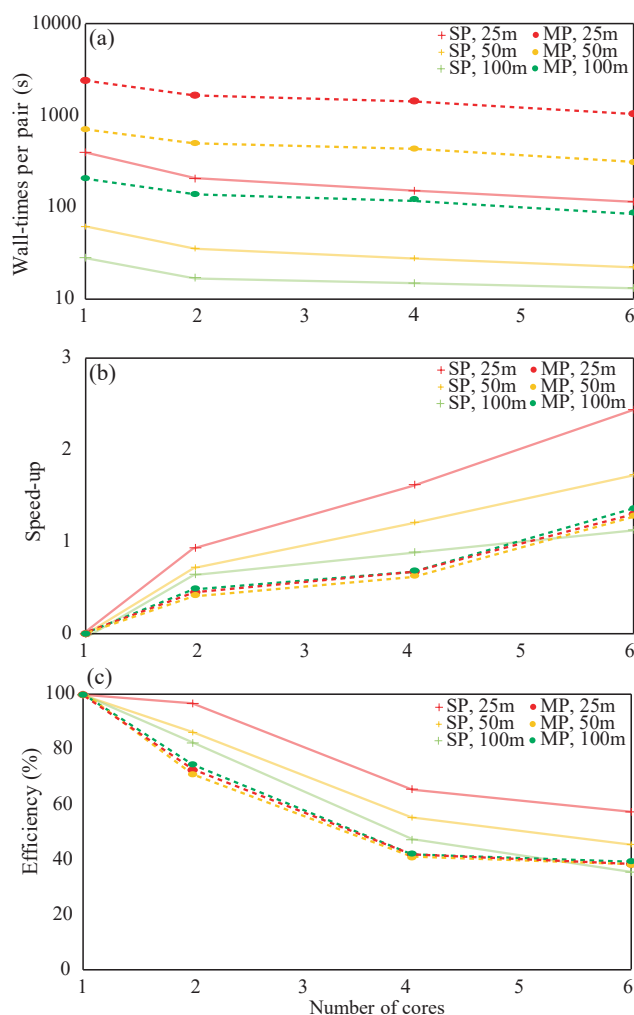 10000
(a)
SP, 25m MP, 25m
SP, 50m MP, 50m
SP, 100m MP, 100m
1000
100
10
Wall-times per pair (s)
1 2 3 4 5 6
3
(b)
SP, 25m MP, 25m
SP, 50m MP, 50m
SP, 100m MP, 100m
2
1
0
Speed-up
1 2 3 4 5 6
(c)
100
SP, 25m MP, 25m
SP, 50m MP, 50m
SP, 100m MP, 100m
80
60
40
20
0
Efficiency (%)
1 2 3 4 5 6
Number of cores